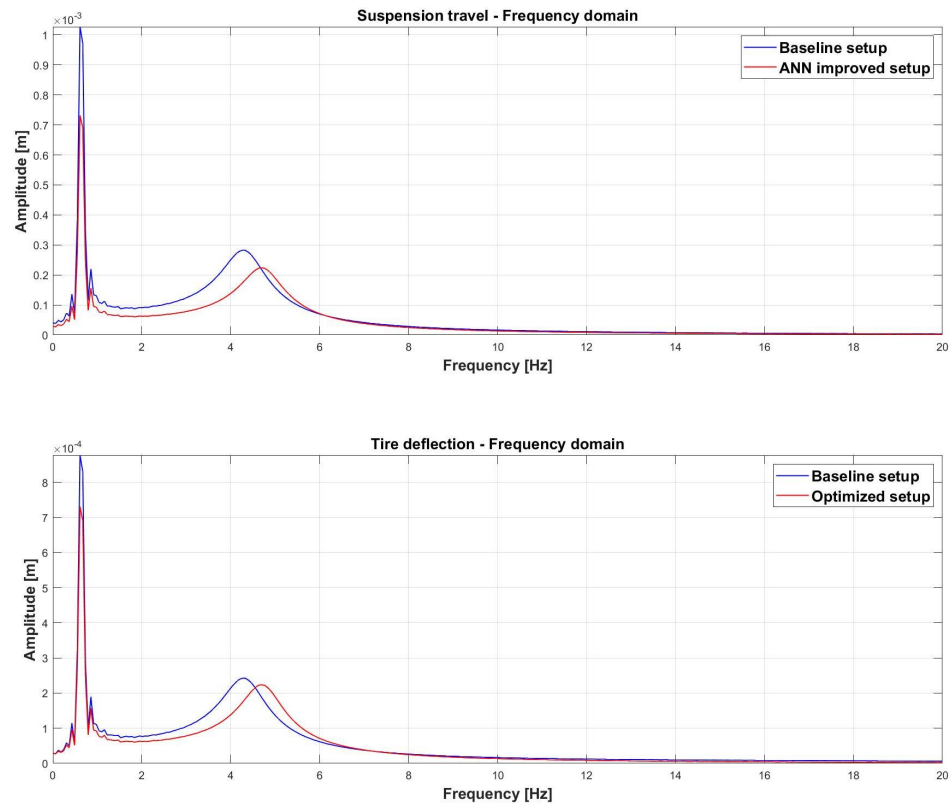 Suspension travel - Frequency domain
×10⁻³
1
0.9
0.8
0.7
0.6
0.5
0.4
0.3
0.2
0.1
0
Amplitude [m]
Baseline setup
ANN improved setup
0 2 4 6 8 10 12 14 16 18 20
Frequency [Hz]
Tire deflection - Frequency domain
×10⁻⁴
8
7
6
5
4
3
2
1
0
Amplitude [m]
Baseline setup
Optimized setup
0 2 4 6 8 10 12 14 16 18 20
Frequency [Hz]